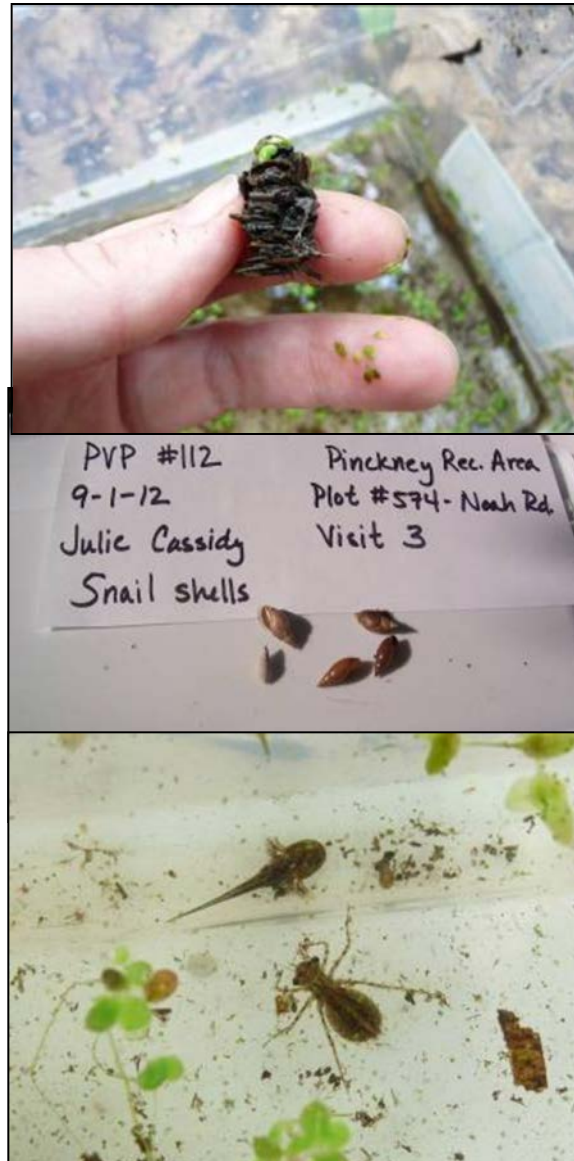 PVP #112
9-1-12
Julie Cassidy
Snail shells
Pinckney Rec. Area
Plot #574 - Noah Rd.
Visit 3